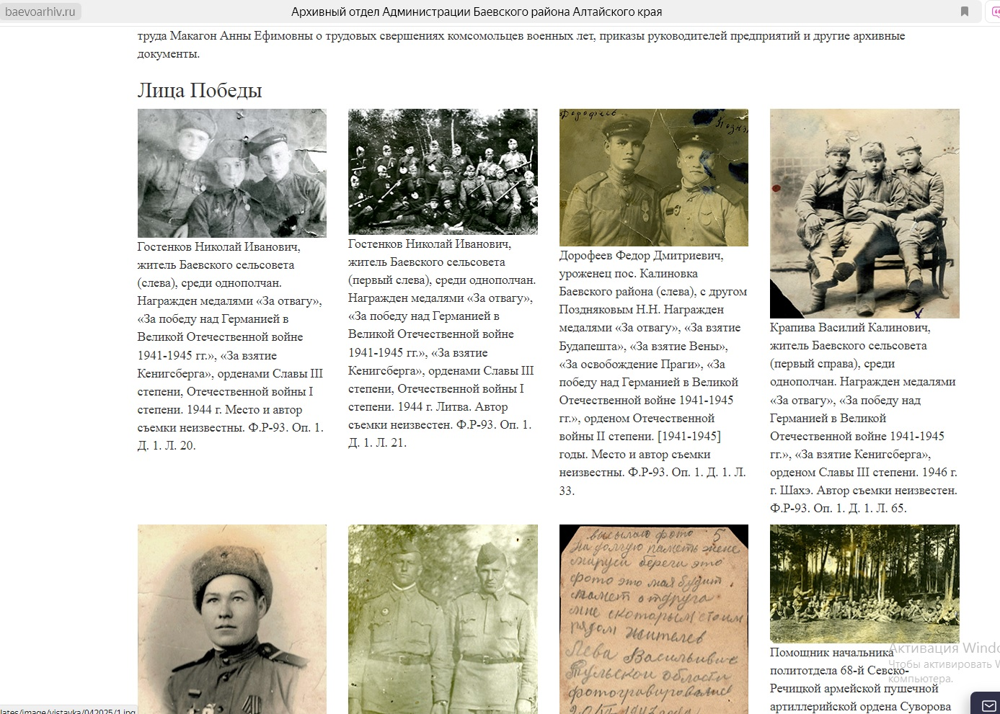 baevoarhiv.ru
Архивный отдел Администрации Баевского района Алтайского края
труда Макагон Анны Ефимовны о трудовых свершениях комсомольцев военных лет, приказы руководителей предприятий и другие архивные
документы.
Лица Победы
Гостенков Николай Иванович,
житель Баевского сельсовета
(слева), среди однополчан.
Награжден медалями «За отвагу»,
«За победу над Германией в
Великой Отечественной войне
1941-1945 гг.», «За взятие
Кенигсберга», орденами Славы III
степени, Отечественной войны I
степени. 1944 г. Место и автор
съемки неизвестны. Ф.Р-93. Оп. 1.
Д. 1. Л. 20.
Гостенков Николай Иванович,
житель Баевского сельсовета
(первый слева), среди однополчан.
Награжден медалями «За отвагу»,
«За победу над Германией в
Великой Отечественной войне
1941-1945 гг.», «За взятие
Кенигсберга», орденами Славы III
степени, Отечественной войны I
степени. 1944 г. Литва. Автор
съемки неизвестен. Ф.Р-93. Оп. 1.
Д. 1. Л. 21.
Дорофеев
Дорофеев Федор Дмитриевич,
уроженец пос. Калиновка
Баевского района (слева), с другом
Поздняковым Н.Н. Награжден
медалями «За отвагу», «За взятие
Будапешта», «За взятие Вены»,
«За освобождение Праги», «За
победу над Германией в Великой
Отечественной войне 1941-1945
гг.», орденом Отечественной
войны II степени. [1941-1945]
годы. Место и автор съемки
неизвестны. Ф.Р-93. Оп. 1. Д. 1. Л.
33.
Крапива Василий Калинович,
житель Баевского сельсовета
(первый справа), среди
однополчан. Награжден медалями
«За отвагу», «За победу над
Германией в Великой
Отечественной войне 1941-1945
гг.», «За взятие Кенигсберга»,
орденом Славы III степени. 1946 г.
г. Шахэ. Автор съемки неизвестен.
Ф.Р-93. Оп. 1. Д. 1. Л. 65.
высылаю фото 5
На долгую память жене
маруси береги это
фото это мая будит
памет
мне скоторым стоим
рядом жителев
Лева Васильивич
Тульской области
фотографировались
Помощник начальника
политотдела 68-й Севско-
Речицкой армейской пушечной
артиллерийской ордена Суворова
Активация Windo
Чтобы активировать W
компьютера.
lates/image/vistavka/042025/1.jpg